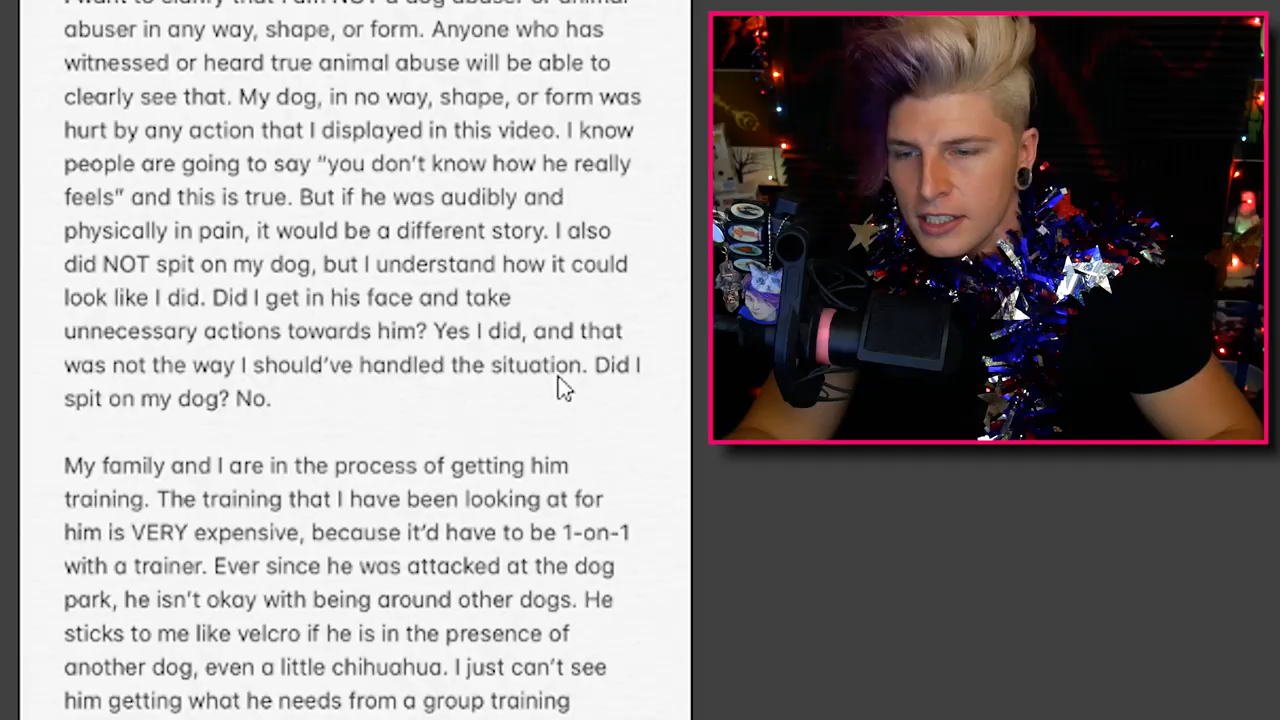 I want to clarify that I am NOT a dog abuser or animal
abuser in any way, shape, or form. Anyone who has
witnessed or heard true animal abuse will be able to
clearly see that. My dog, in no way, shape, or form was
hurt by any action that I displayed in this video. I know
people are going to say “you don’t know how he really
feels” and this is true. But if he was audibly and
physically in pain, it would be a different story. I also
did NOT spit on my dog, but I understand how it could
look like I did. Did I get in his face and take
unnecessary actions towards him? Yes I did, and that
was not the way I should’ve handled the situation. Did I
spit on my dog? No.
My family and I are in the process of getting him
training. The training that I have been looking at for
him is VERY expensive, because it’d have to be 1-on-1
with a trainer. Ever since he was attacked at the dog
park, he isn’t okay with being around other dogs. He
sticks to me like velcro if he is in the presence of
another dog, even a little chihuahua. I just can’t see
him getting what he needs from a group training